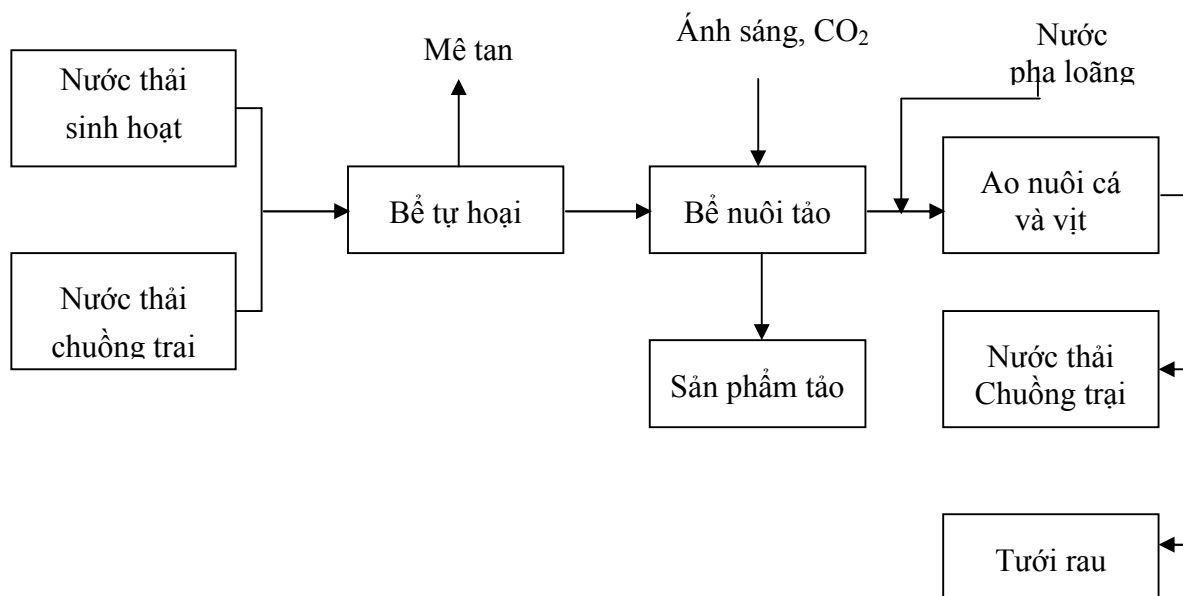 Nước thải
sinh hoạt
Mê tan
Ánh sáng, CO₂
Nước
pha loãng
Bể tự hoại
Bể nuôi tảo
Ao nuôi cá
và vịt
Nước thải
chuồng trại
Sản phẩm tảo
Nước thải
Chuồng trại
Tưới rau